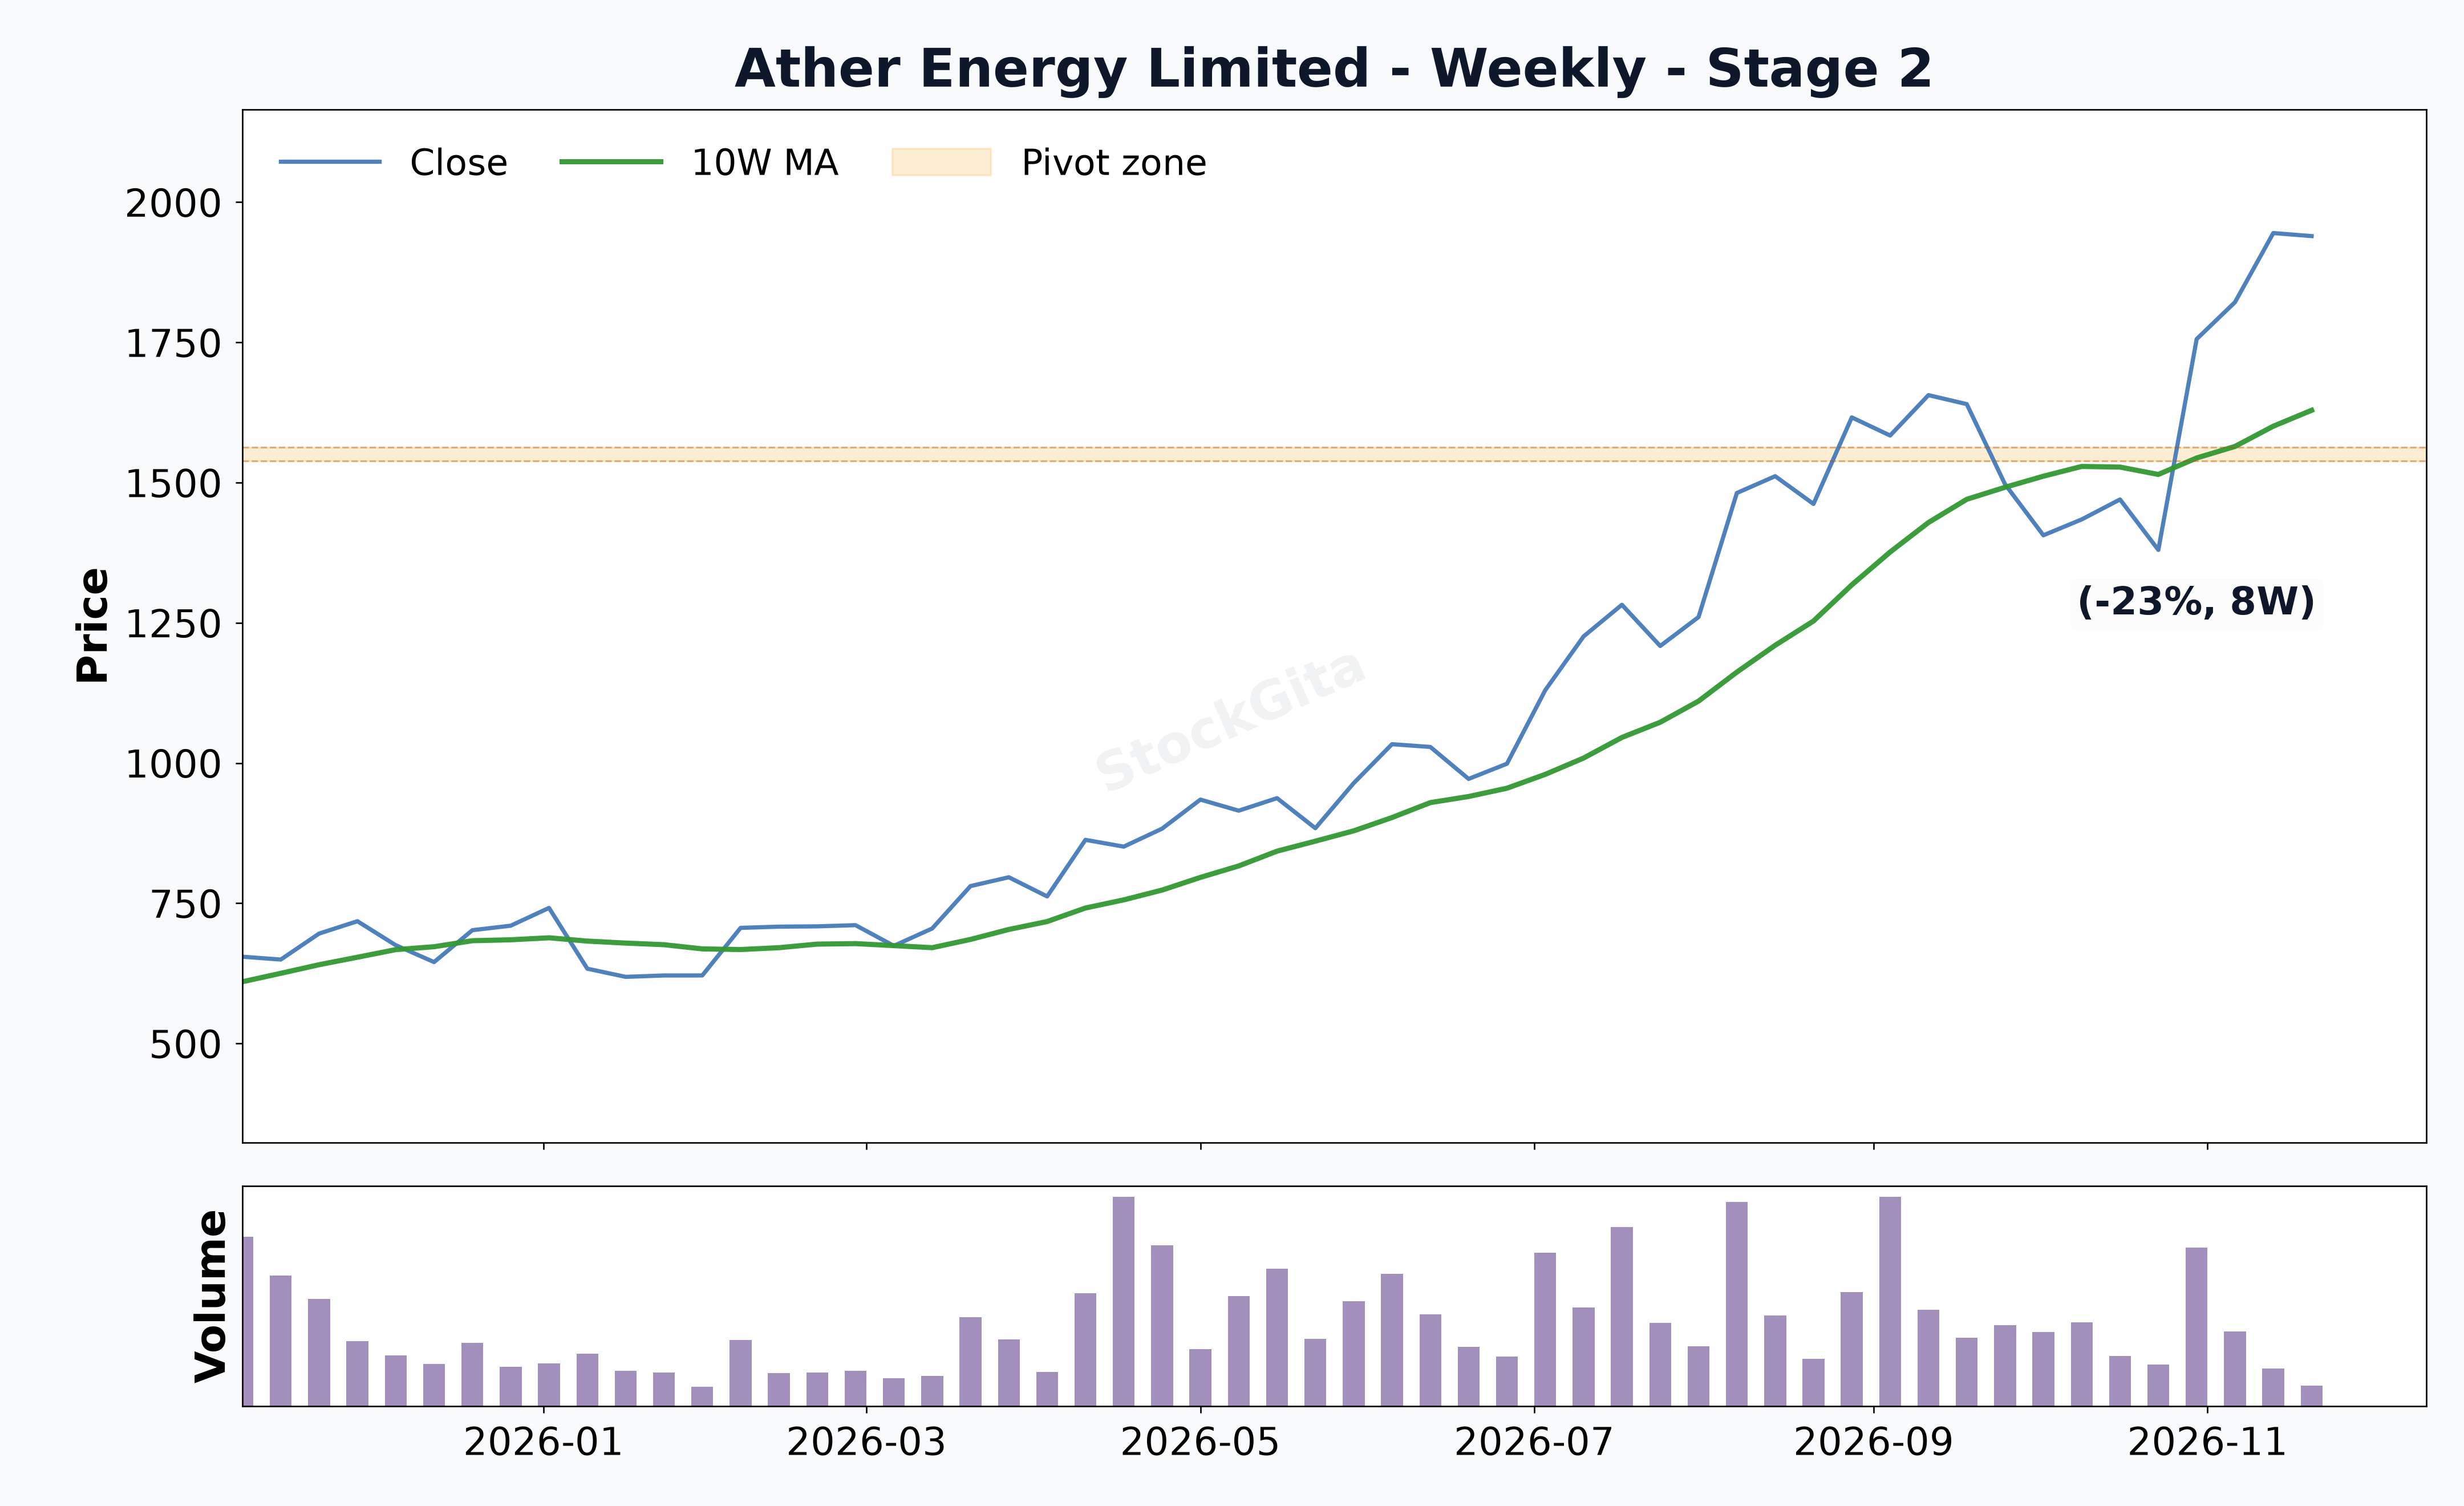 Ather Energy Limited - Weekly - Stage 2
Close 10W MA Pivot zone
2000
1750
1500
1250
1000
750
500
Price
(-23%, 8W)
StockGita
Volume
2026-01 2026-03 2026-05 2026-07 2026-09 2026-11